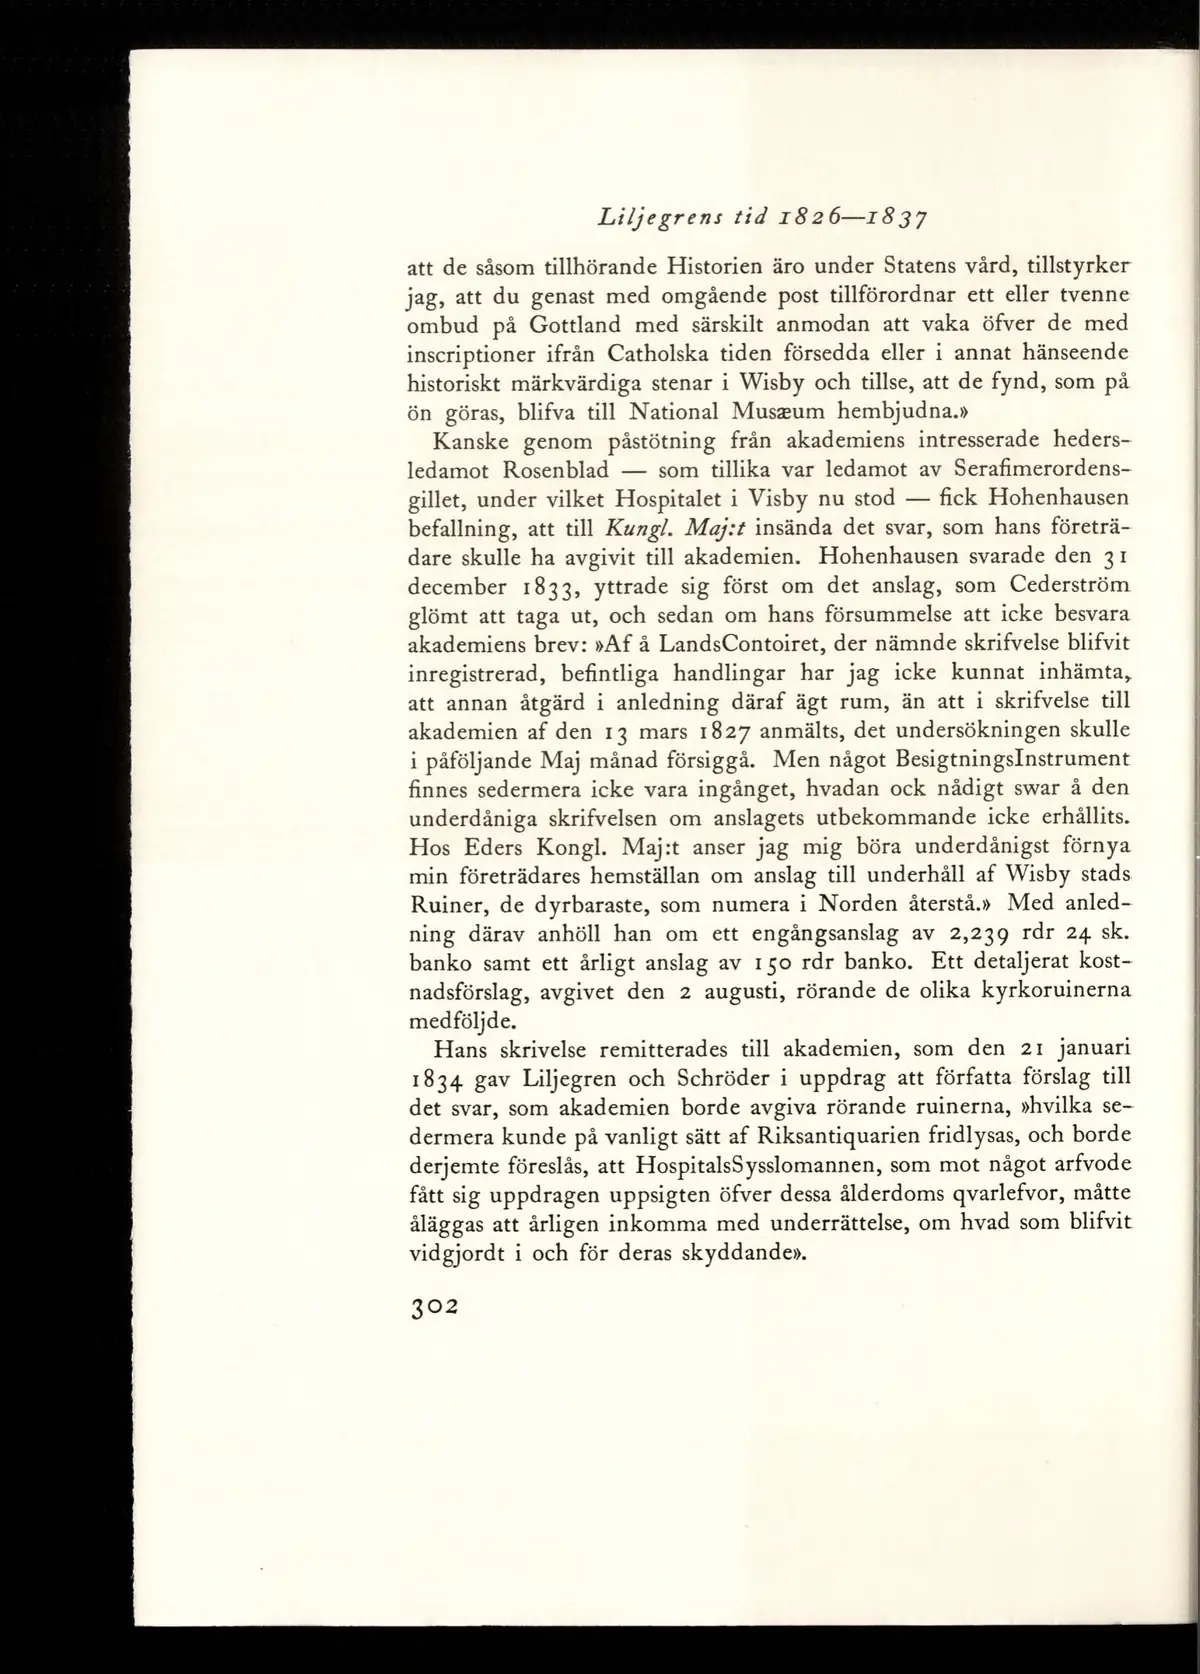 Liljegrens tid 1826—1837
att de såsom tillhörande Historien äro under Statens vård, tillstyrker
jag, att du genast med omgående post tillförordnar ett eller tvenne
ombud på Gottland med särskilt anmodan att vaka öfver de med
inscriptioner ifrån Catholska tiden försedda eller i annat hänseende
historiskt märkvärdiga stenar i Wisby och tillse, att de fynd, som på
ön göras, blifva till National Musæum hembjudna.»
Kanske genom påstötning från akademiens intresserade heders-
ledamot Rosenblad — som tillika var ledamot av Serafimerordens-
gillet, under vilket Hospitalet i Visby nu stod — fick Hohenhausen
befallning, att till Kungl. Maj:t insända det svar, som hans företrä-
dare skulle ha avgivit till akademien. Hohenhausen svarade den 31
december 1833, yttrade sig först om det anslag, som Cederström
glömt att taga ut, och sedan om hans försummelse att icke besvara
akademiens brev: »Af å LandsContoiret, der nämnde skrifvelse blifvit
inregistrerad, befintliga handlingar har jag icke kunnat inhämta,
att annan åtgärd i anledning däraf ägt rum, än att i skrifvelse till
akademien af den 13 mars 1827 anmälts, det undersökningen skulle
i påföljande Maj månad försiggå. Men något BesigtningsInstrument
finnes sedermera icke vara ingånget, hvadan ock nådigt swar å den
underdåniga skrifvelsen om anslagets utbekommande icke erhållits.
Hos Eders Kongl. Maj:t anser jag mig böra underdånigst förnya
min företrädares hemställan om anslag till underhåll af Wisby stads
Ruiner, de dyrbaraste, som numera i Norden återstå.» Med anled-
ning därav anhöll han om ett engångsanslag av 2,239 rdr 24 sk.
banko samt ett årligt anslag av 150 rdr banko. Ett detaljerat kost-
nadsförslag, avgivet den 2 augusti, rörande de olika kyrkoruinerna
medföljde.
Hans skrivelse remitterades till akademien, som den 21 januari
1834 gav Liljegren och Schröder i uppdrag att författa förslag till
det svar, som akademien borde avgiva rörande ruinerna, »hvilka se-
dermera kunde på vanligt sätt af Riksantiquarien fridlysas, och borde
derjemte föreslås, att HospitalsSysslomannen, som mot något arfvode
fått sig uppdragen uppsigten öfver dessa ålderdoms qvarlefvor, måtte
åläggas att årligen inkomma med underrättelse, om hvad som blifvit
vidgjordt i och för deras skyddande».
302